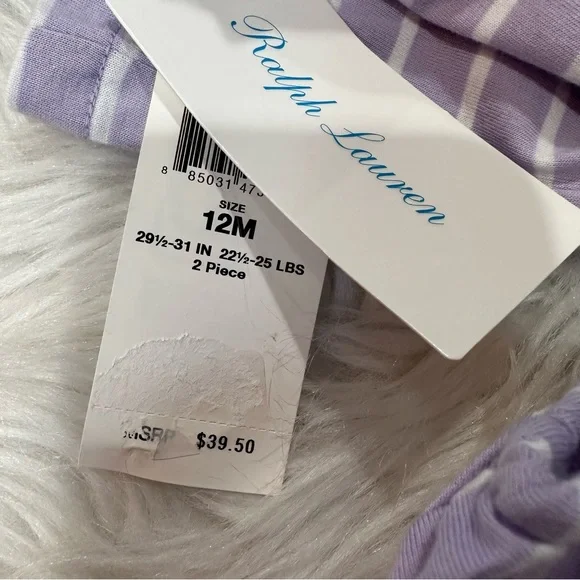 Ralph Lauren
8 85031 473
SIZE
12M
29½-31 IN 22½-25 LBS
2 Piece
MSRP $39.50